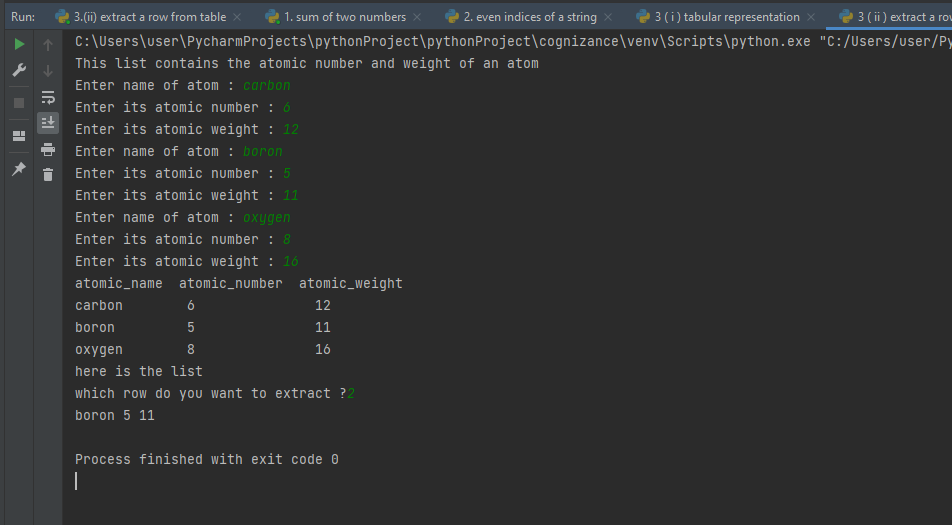 Run: 3.(ii) extract a row from table 1. sum of two numbers 2. even indices of a string 3 ( i ) tabular representation 3 ( ii ) extract a row
C:\Users\user\PycharmProjects\pythonProject\pythonProject\cognizance\venv\Scripts\python.exe "C:/Users/user/Py
This list contains the atomic number and weight of an atom
Enter name of atom : carbon
Enter its atomic number : 6
Enter its atomic weight : 12
Enter name of atom : boron
Enter its atomic number : 5
Enter its atomic weight : 11
Enter name of atom : oxygen
Enter its atomic number : 8
Enter its atomic weight : 16
atomic_name atomic_number atomic_weight
carbon 6 12
boron 5 11
oxygen 8 16
here is the list
which row do you want to extract ?2
boron 5 11
Process finished with exit code 0